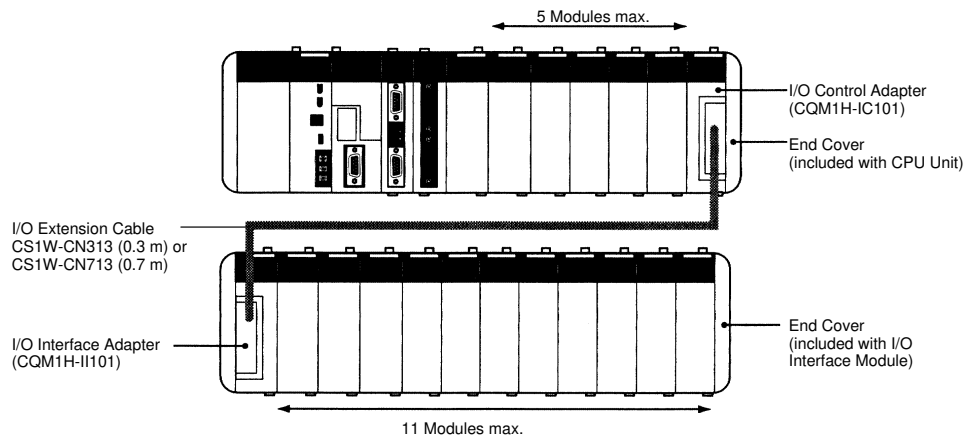 5 Modules max.
I/O Control Adapter
(CQM1H-IC101)
End Cover
(included with CPU Unit)
I/O Extension Cable
CS1W-CN313 (0.3 m) or
CS1W-CN713 (0.7 m)
I/O Interface Adapter
(CQM1H-II101)
End Cover
(included with I/O
Interface Module)
11 Modules max.